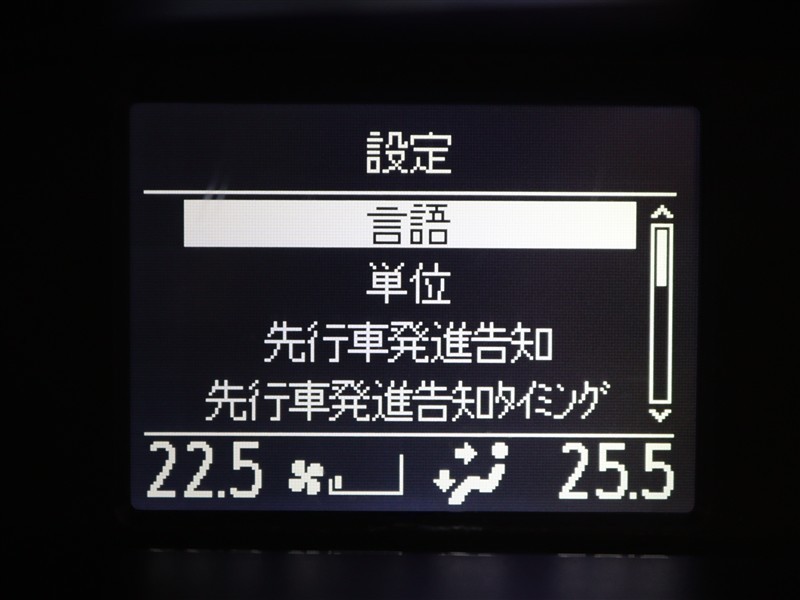 設定
言語
単位
先行車発進告知
先行車発進告知ﾀｲﾐﾝｸﾞ
22.5 25.5